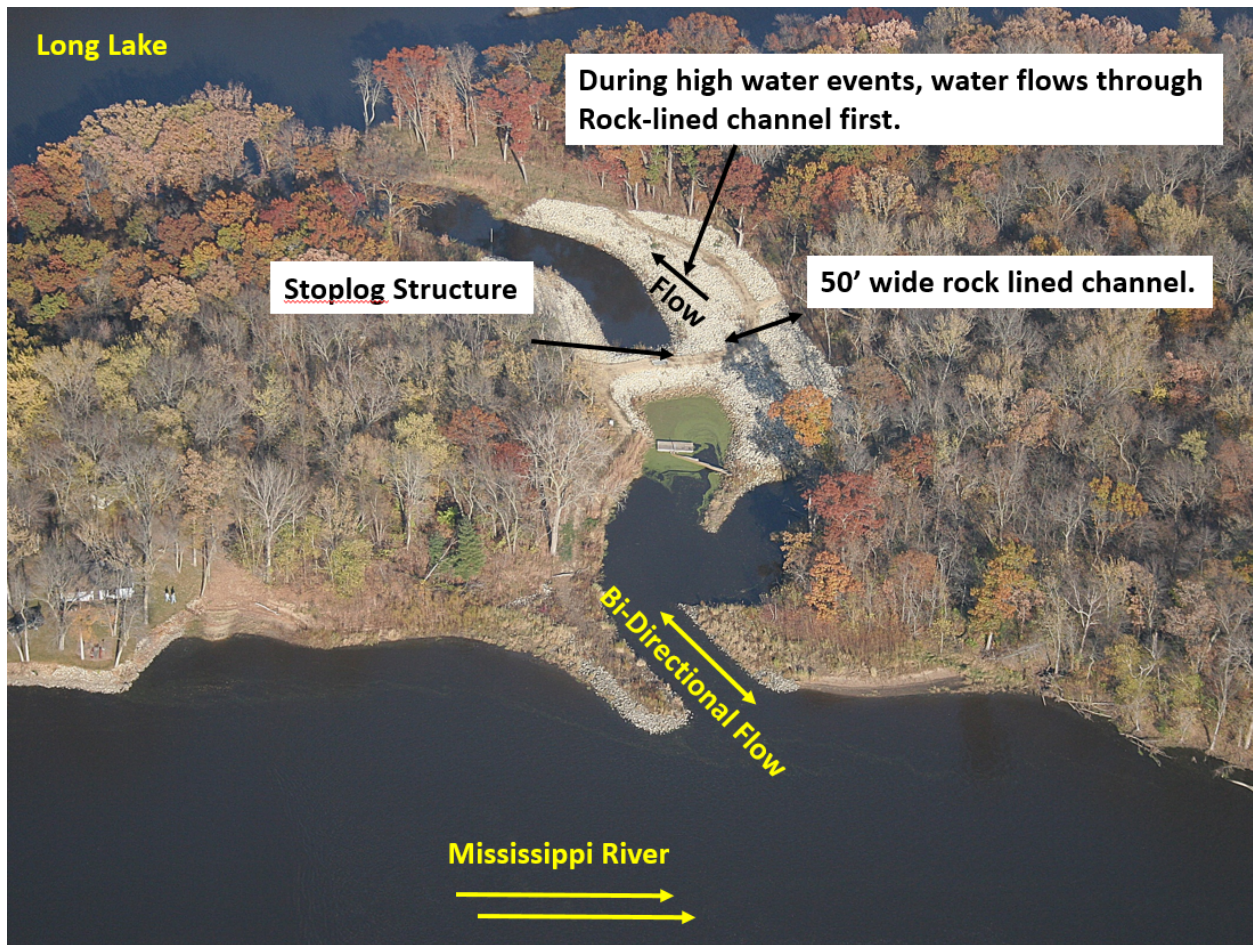 Long Lake
During high water events, water flows through
Rock-lined channel first.
Stoplog Structure
Flow
50’ wide rock lined channel.
Bi-Directional Flow
Mississippi River